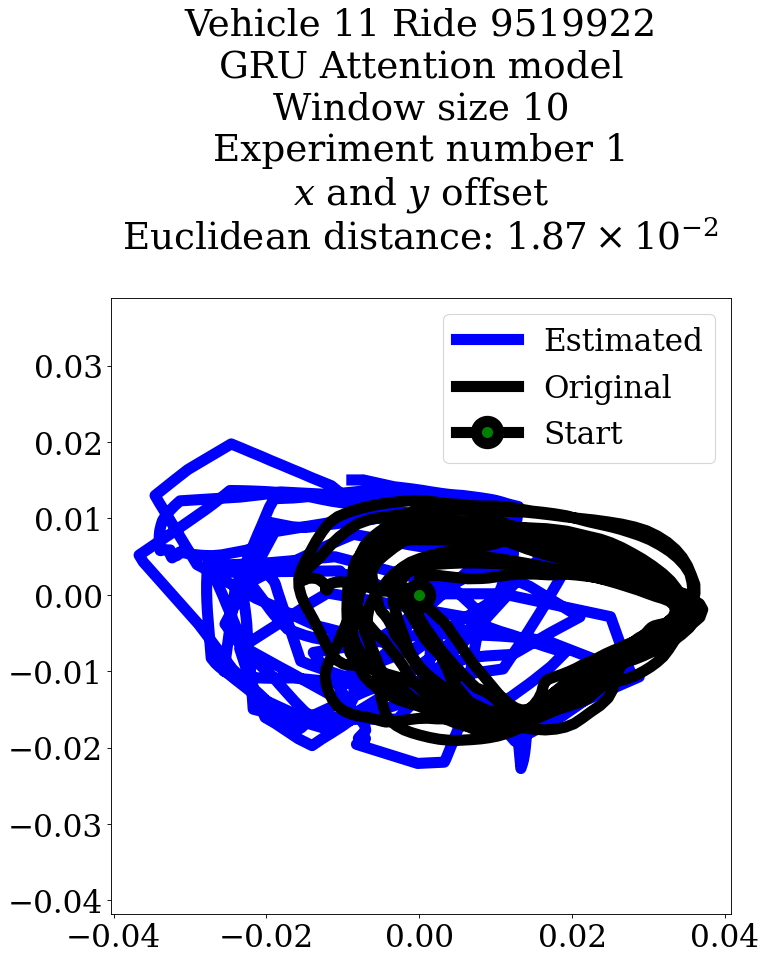 Vehicle 11 Ride 9519922
GRU Attention model
Window size 10
Experiment number 1
x and y offset
Euclidean distance: 1.87 × 10⁻²
Estimated
Original
Start
0.03
0.02
0.01
0.00
−0.01
−0.02
−0.03
−0.04
−0.04 −0.02 0.00 0.02 0.04